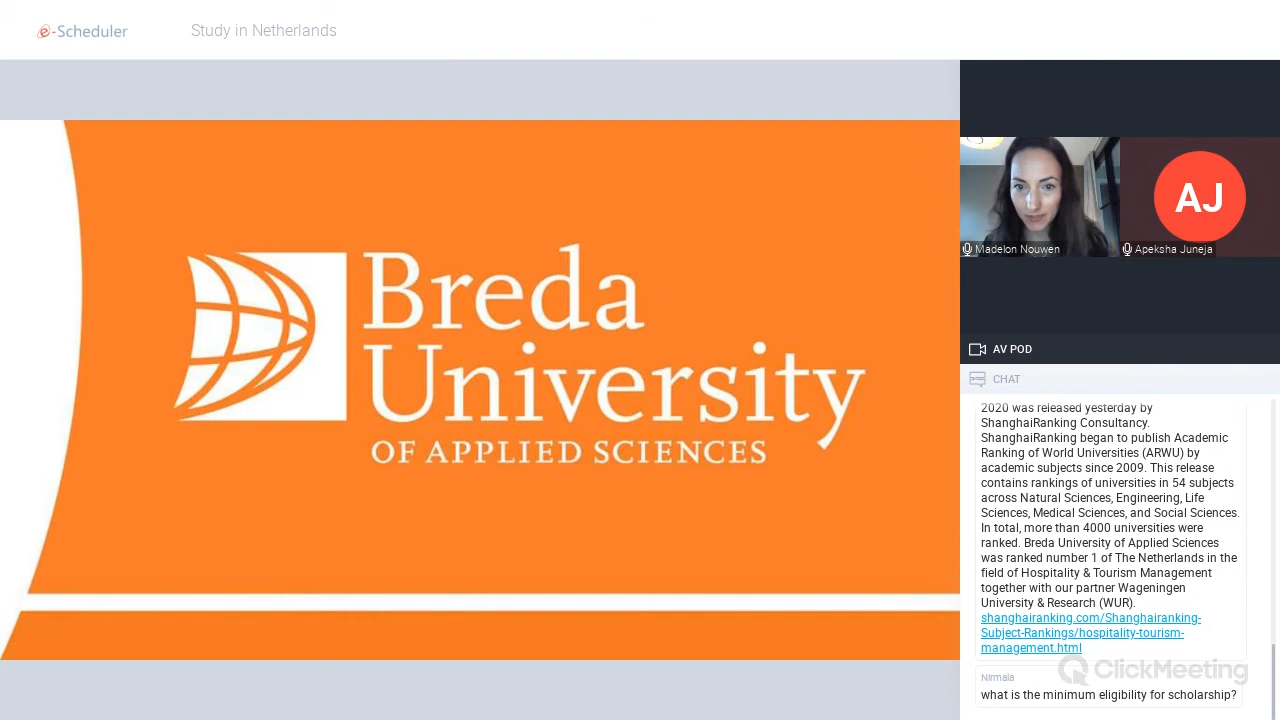 e-Scheduler
Study in Netherlands
Breda
University
OF APPLIED SCIENCES
Madelon Nouwen
AJ
Apeksha Juneja
AV POD
CHAT
2020 was released yesterday by
ShanghaiRanking Consultancy.
ShanghaiRanking began to publish Academic
Ranking of World Universities (ARWU) by
academic subjects since 2009. This release
contains rankings of universities in 54 subjects
across Natural Sciences, Engineering, Life
Sciences, Medical Sciences, and Social Sciences.
In total, more than 4000 universities were
ranked. Breda University of Applied Sciences
was ranked number 1 of The Netherlands in the
field of Hospitality & Tourism Management
together with our partner Wageningen
University & Research (WUR).
shanghairanking.com/Shanghairanking-
Subject-Rankings/hospitality-tourism-
management.html
ClickMeeting
Nirmala
what is the minimum eligibility for scholarship?